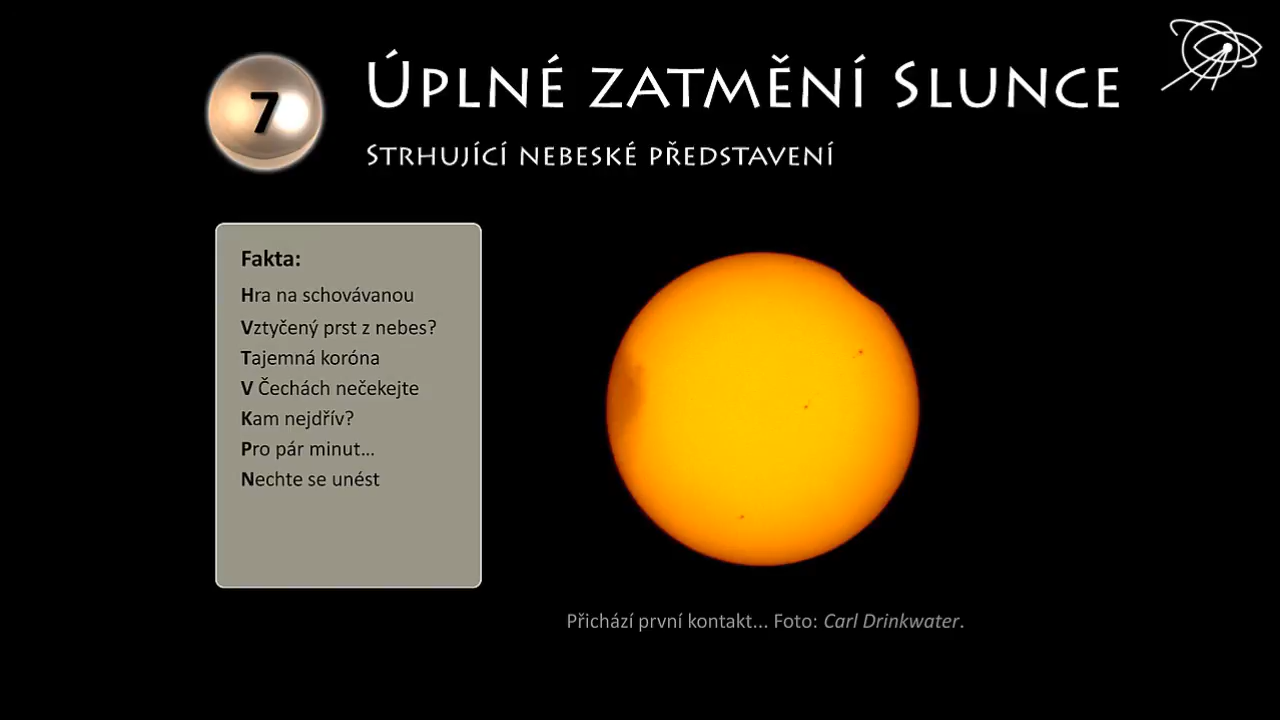 7
Úplné zatmění Slunce
Strhující nebeské představení
Fakta:
Hra na schovávanou
Vztyčený prst z nebes?
Tajemná koróna
V Čechách nečekejte
Kam nejdřív?
Pro pár minut...
Nechte se unést
Přichází první kontakt... Foto: Carl Drinkwater.